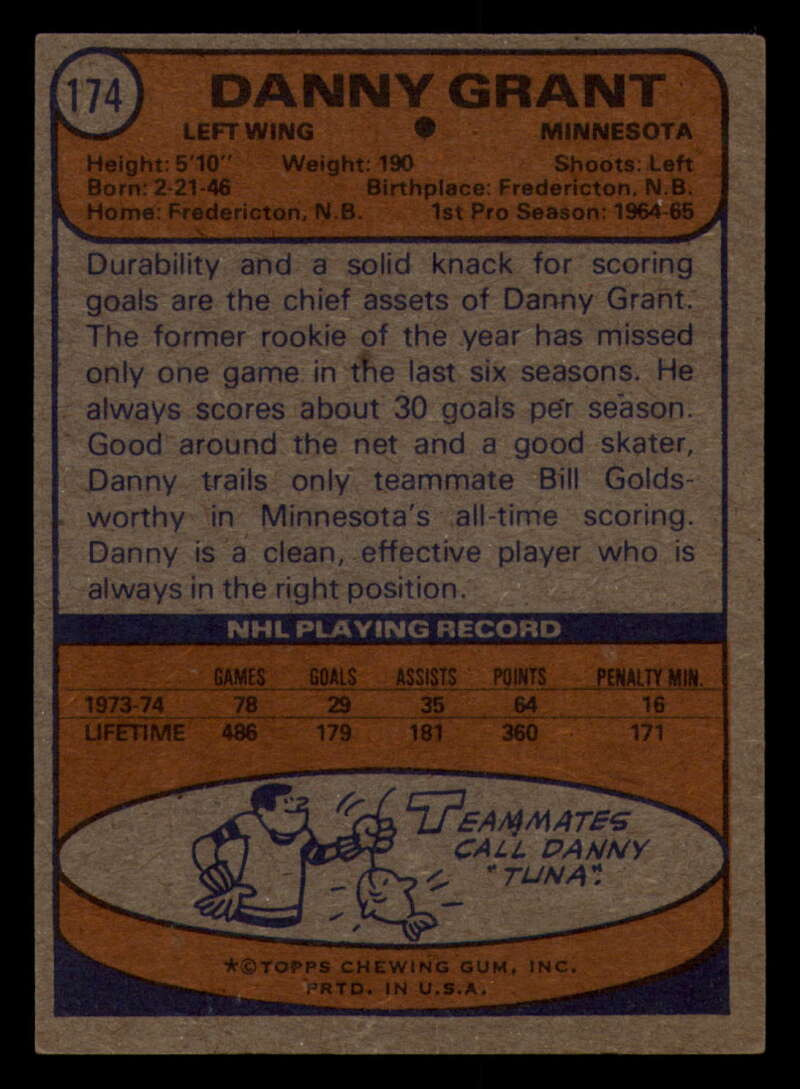 174
DANNY GRANT
LEFT WING ● MINNESOTA
Height: 5'10" Weight: 190 Shoots: Left
Born: 2-21-46 Birthplace: Fredericton, N.B.
Home: Fredericton, N.B. 1st Pro Season: 1964-65
Durability and a solid knack for scoring
goals are the chief assets of Danny Grant.
The former rookie of the year has missed
only one game in the last six seasons. He
always scores about 30 goals per season.
Good around the net and a good skater,
Danny trails only teammate Bill Golds-
worthy in Minnesota's all-time scoring.
Danny is a clean, effective player who is
always in the right position.
NHL PLAYING RECORD
GAMES GOALS ASSISTS POINTS PENALTY MIN.
1973-74 78 29 35 64 16
LIFETIME 486 179 181 360 171
TEAMMATES
CALL DANNY
"TUNA".
*©TOPPS CHEWING GUM, INC.
PRTD. IN U.S.A.